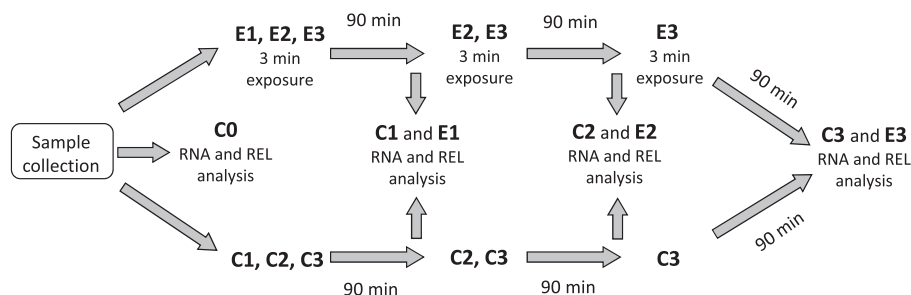 Sample
collection
E1, E2, E3
3 min
exposure
90 min
E2, E3
3 min
exposure
90 min
E3
3 min
exposure
90 min
C0
RNA and REL
analysis
C1 and E1
RNA and REL
analysis
C2 and E2
RNA and REL
analysis
C3 and E3
RNA and REL
analysis
C1, C2, C3
90 min
C2, C3
90 min
C3
90 min